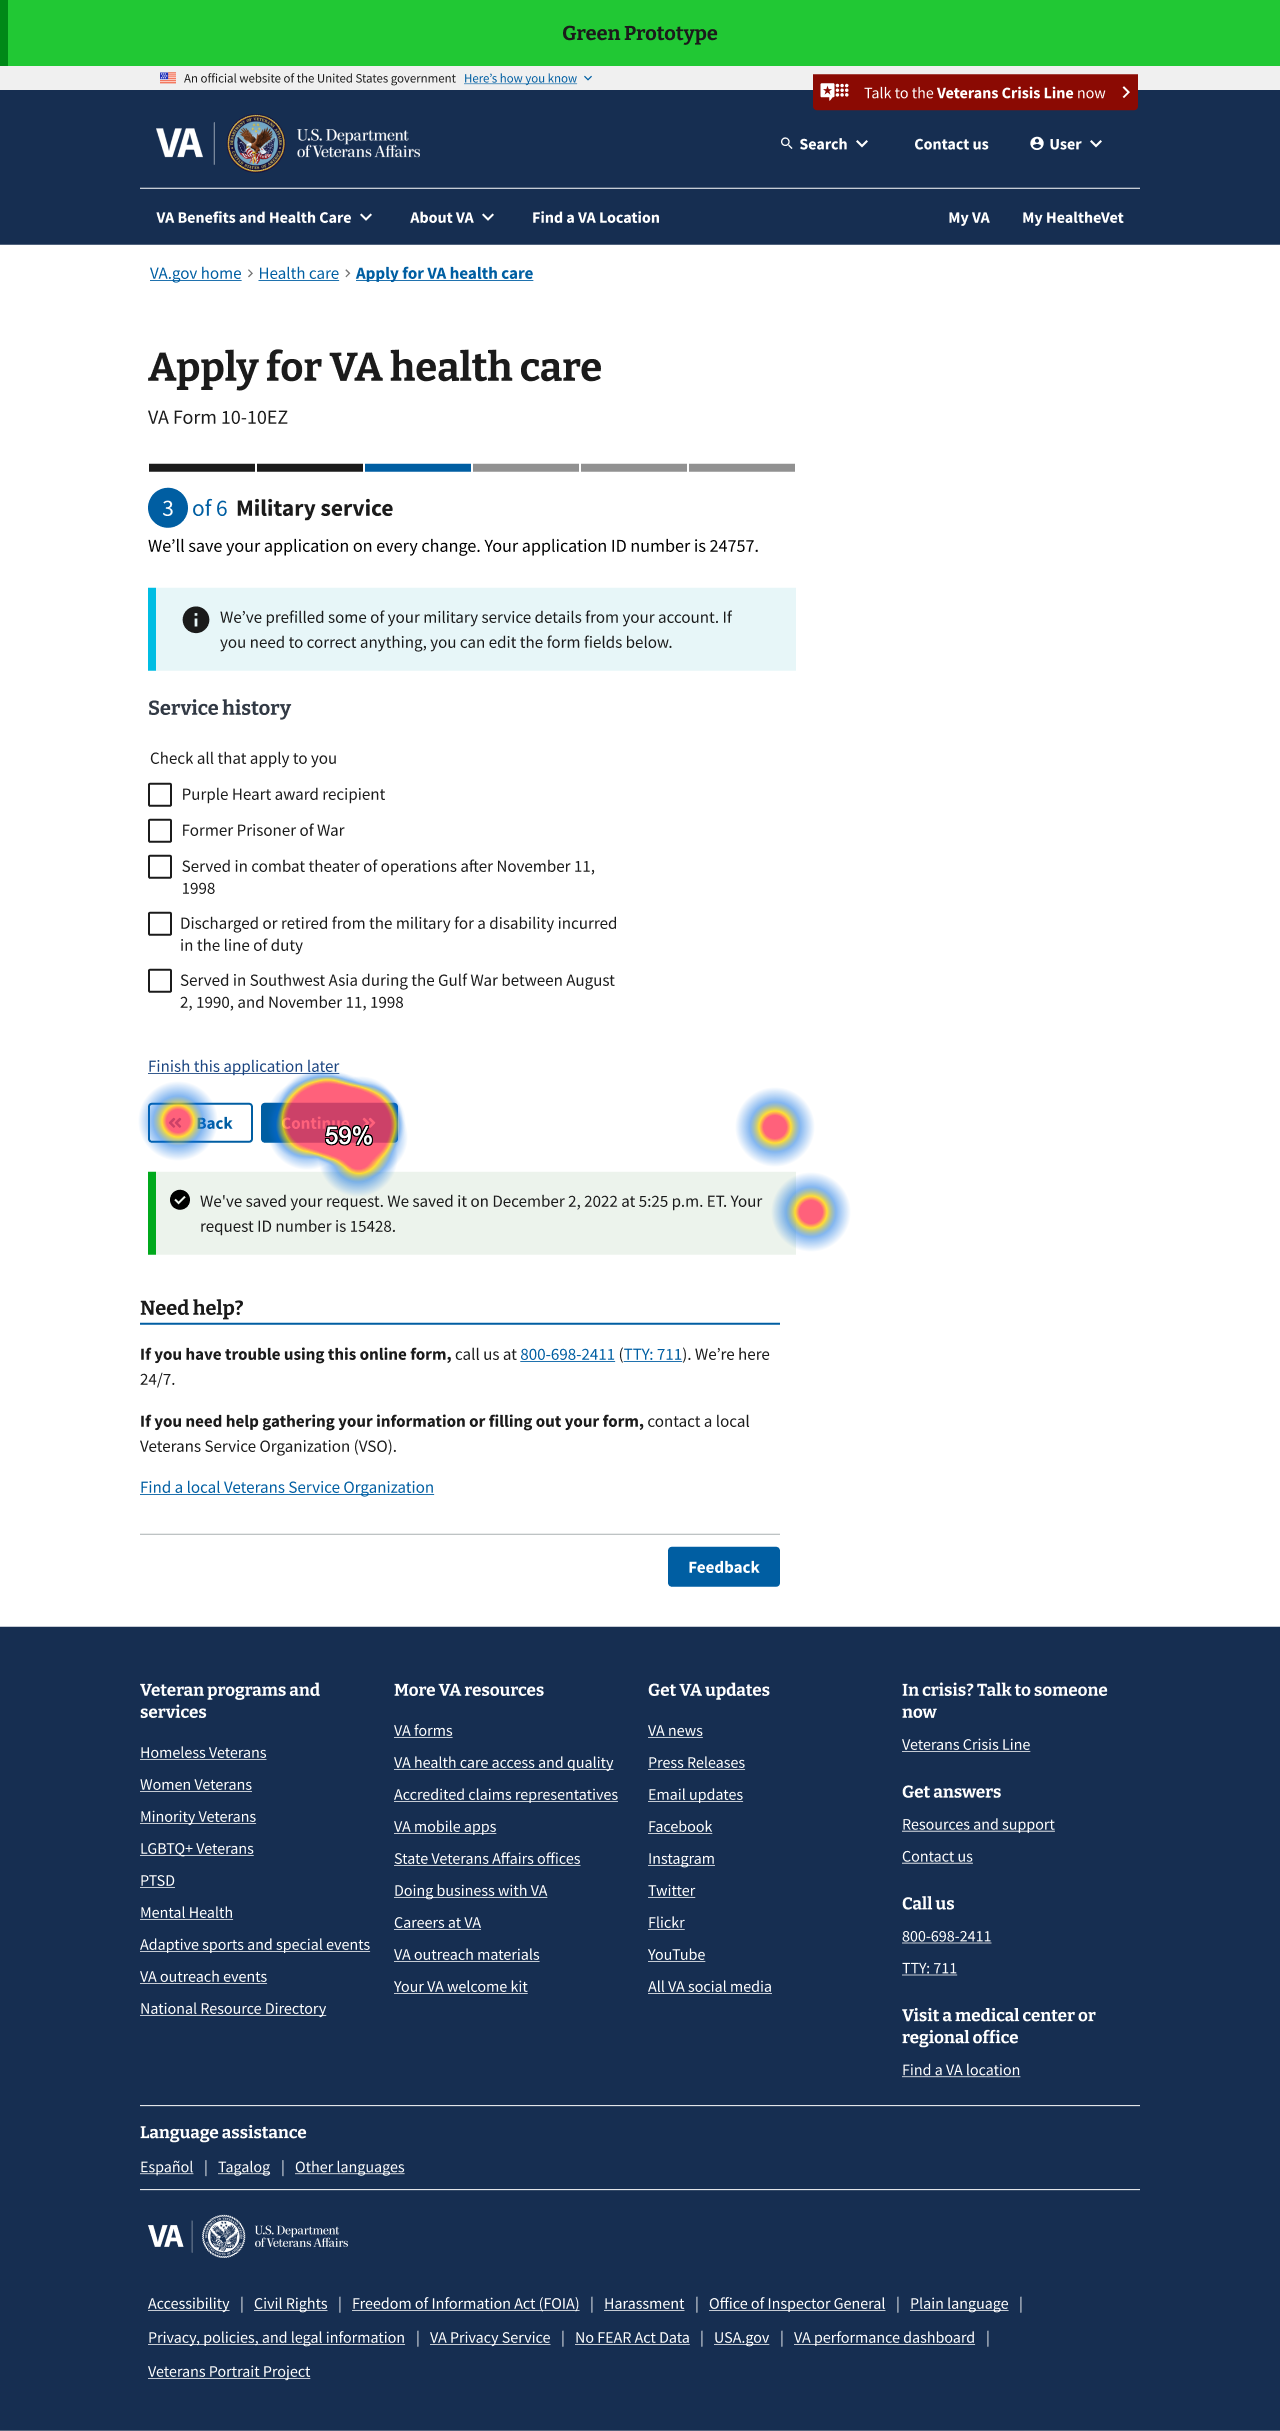 Green Prototype
An official website of the United States government Here's how you know
Talk to the Veterans Crisis Line now
VA
U.S. Department
of Veterans Affairs
Search
Contact us
User
VA Benefits and Health Care
About VA
Find a VA Location
My VA
My HealtheVet
VA.gov home › Health care › Apply for VA health care
Apply for VA health care
VA Form 10-10EZ
3 of 6 Military service
We’ll save your application on every change. Your application ID number is 24757.
We’ve prefilled some of your military service details from your account. If
you need to correct anything, you can edit the form fields below.
Service history
Check all that apply to you
Purple Heart award recipient
Former Prisoner of War
Served in combat theater of operations after November 11,
1998
Discharged or retired from the military for a disability incurred
in the line of duty
Served in Southwest Asia during the Gulf War between August
2, 1990, and November 11, 1998
Finish this application later
« Back
Continue »
59%
We've saved your request. We saved it on December 2, 2022 at 5:25 p.m. ET. Your
request ID number is 15428.
Need help?
If you have trouble using this online form, call us at 800-698-2411 (TTY: 711). We’re here
24/7.
If you need help gathering your information or filling out your form, contact a local
Veterans Service Organization (VSO).
Find a local Veterans Service Organization
Feedback
Veteran programs and
services
Homeless Veterans
Women Veterans
Minority Veterans
LGBTQ+ Veterans
PTSD
Mental Health
Adaptive sports and special events
VA outreach events
National Resource Directory
More VA resources
VA forms
VA health care access and quality
Accredited claims representatives
VA mobile apps
State Veterans Affairs offices
Doing business with VA
Careers at VA
VA outreach materials
Your VA welcome kit
Get VA updates
VA news
Press Releases
Email updates
Facebook
Instagram
Twitter
Flickr
YouTube
All VA social media
In crisis? Talk to someone
now
Veterans Crisis Line
Get answers
Resources and support
Contact us
Call us
800-698-2411
TTY: 711
Visit a medical center or
regional office
Find a VA location
Language assistance
Español | Tagalog | Other languages
VA
U.S. Department
of Veterans Affairs
Accessibility | Civil Rights | Freedom of Information Act (FOIA) | Harassment | Office of Inspector General | Plain language |
Privacy, policies, and legal information | VA Privacy Service | No FEAR Act Data | USA.gov | VA performance dashboard |
Veterans Portrait Project